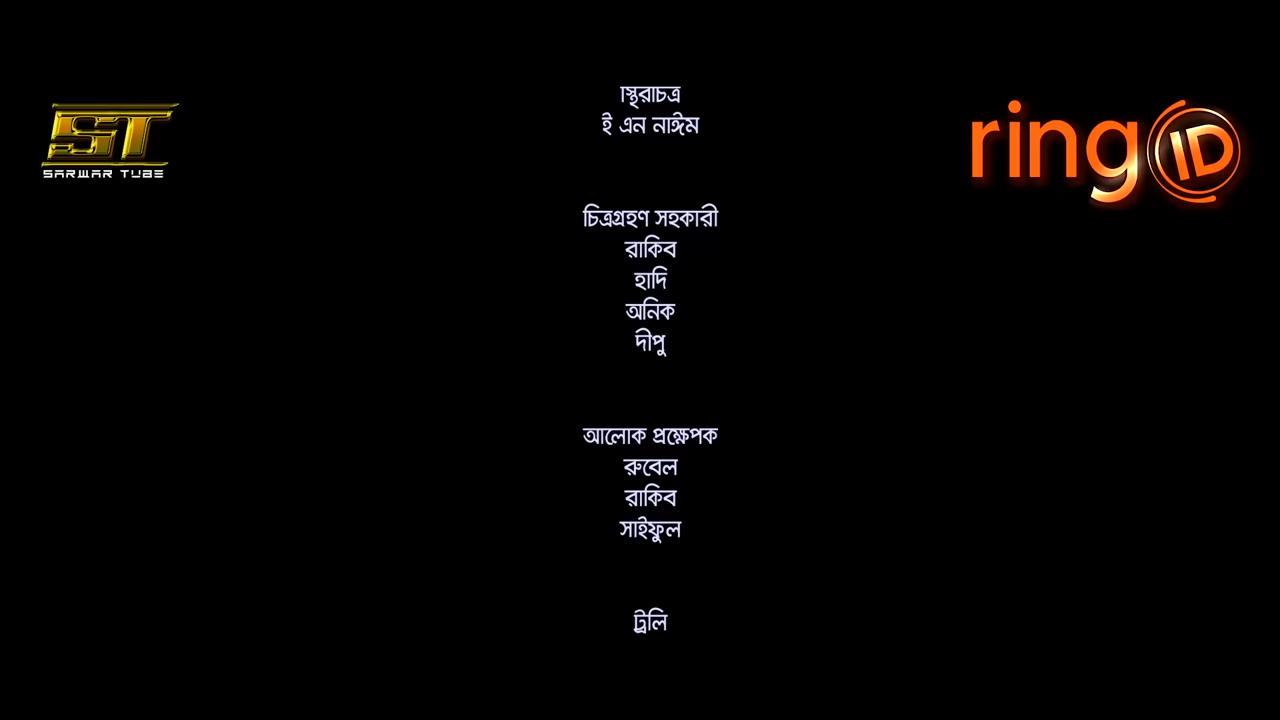 স্থিরচিত্র
ই এন নাঈম
ST
SARWAR TUBE
ringID
চিত্রগ্রহণ সহকারী
রাকিব
হাদি
অনিক
দীপু
আলোক প্রক্ষেপক
রুবেল
রাকিব
সাইফুল
ট্রলি